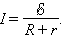 I = ℰ / (R + r).